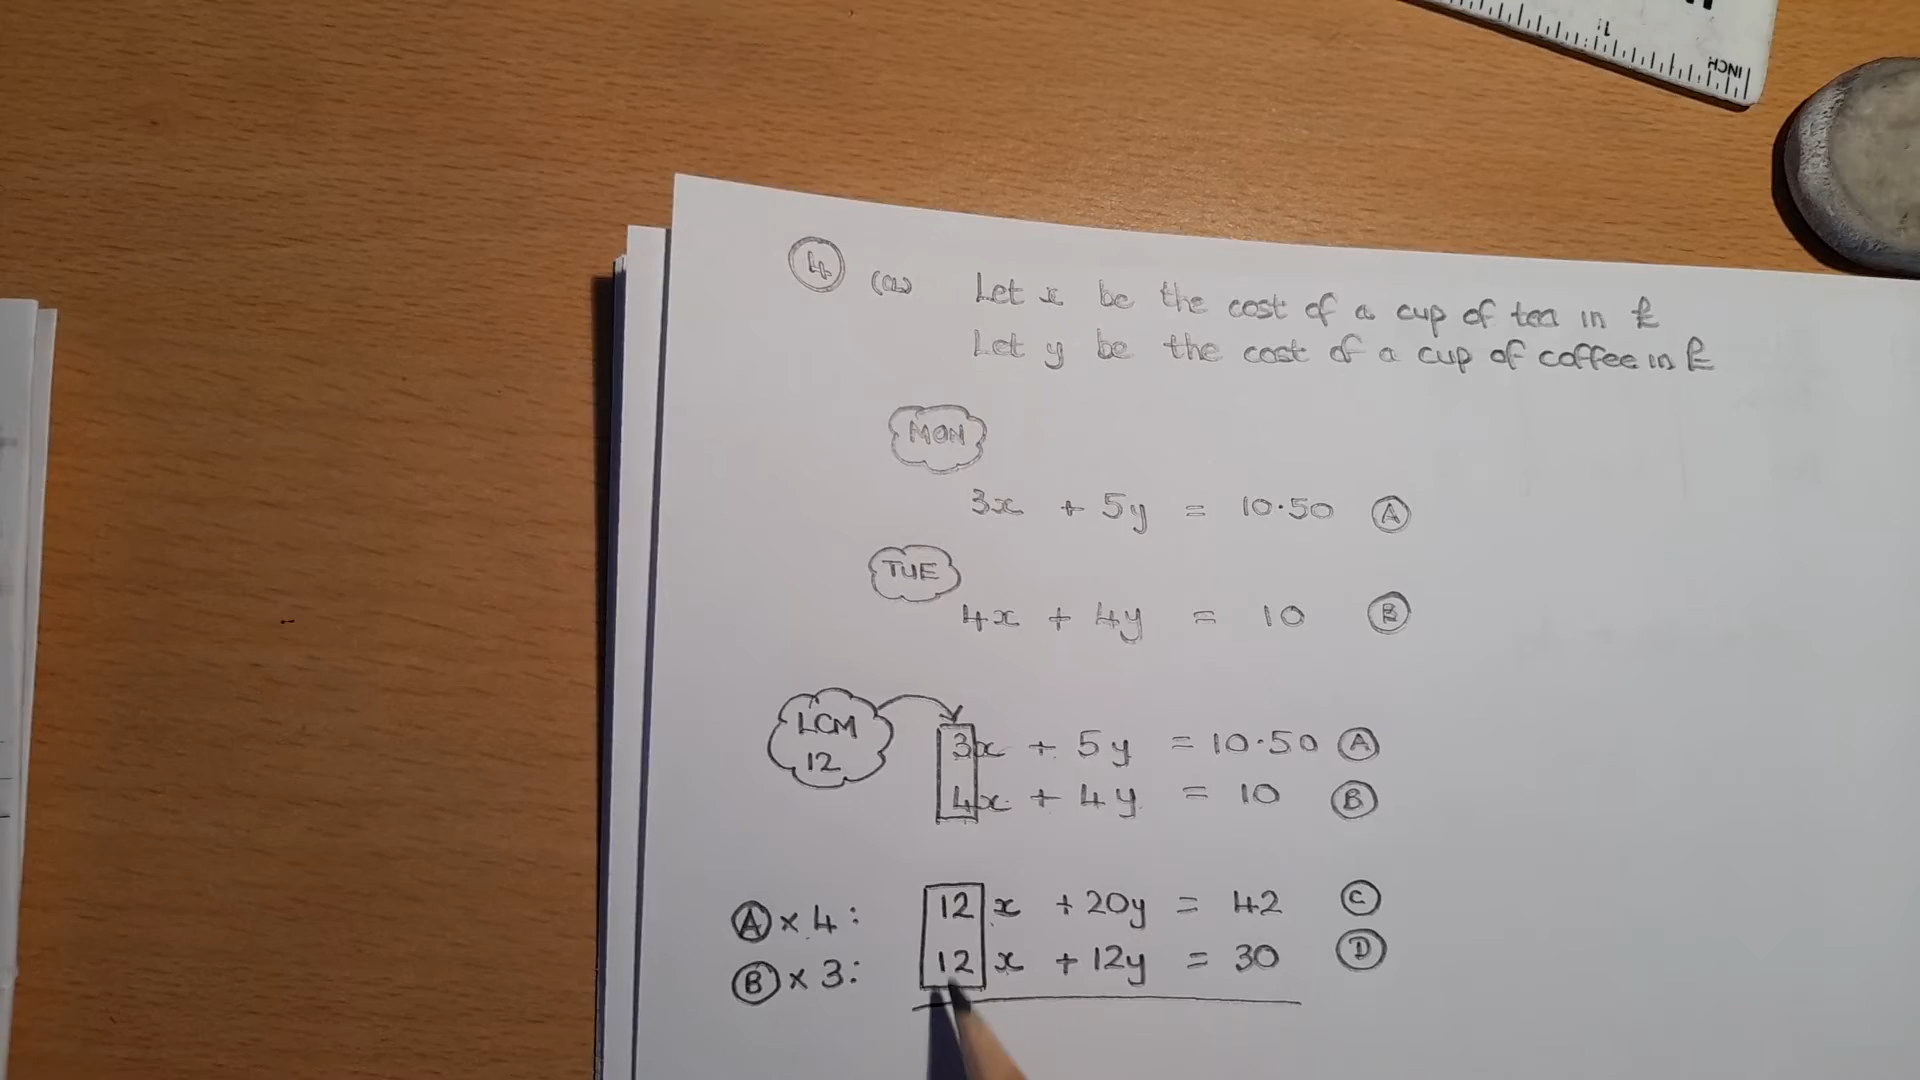 INCH
1
4 (a) Let x be the cost of a cup of tea in £
Let y be the cost of a cup of coffee in £
MON
3x + 5y = 10.50 A
TUE
4x + 4y = 10 B
LCM
12
3x + 5y = 10.50 A
4x + 4y = 10 B
A × 4: 12x + 20y = 42 C
B × 3: 12x + 12y = 30 D